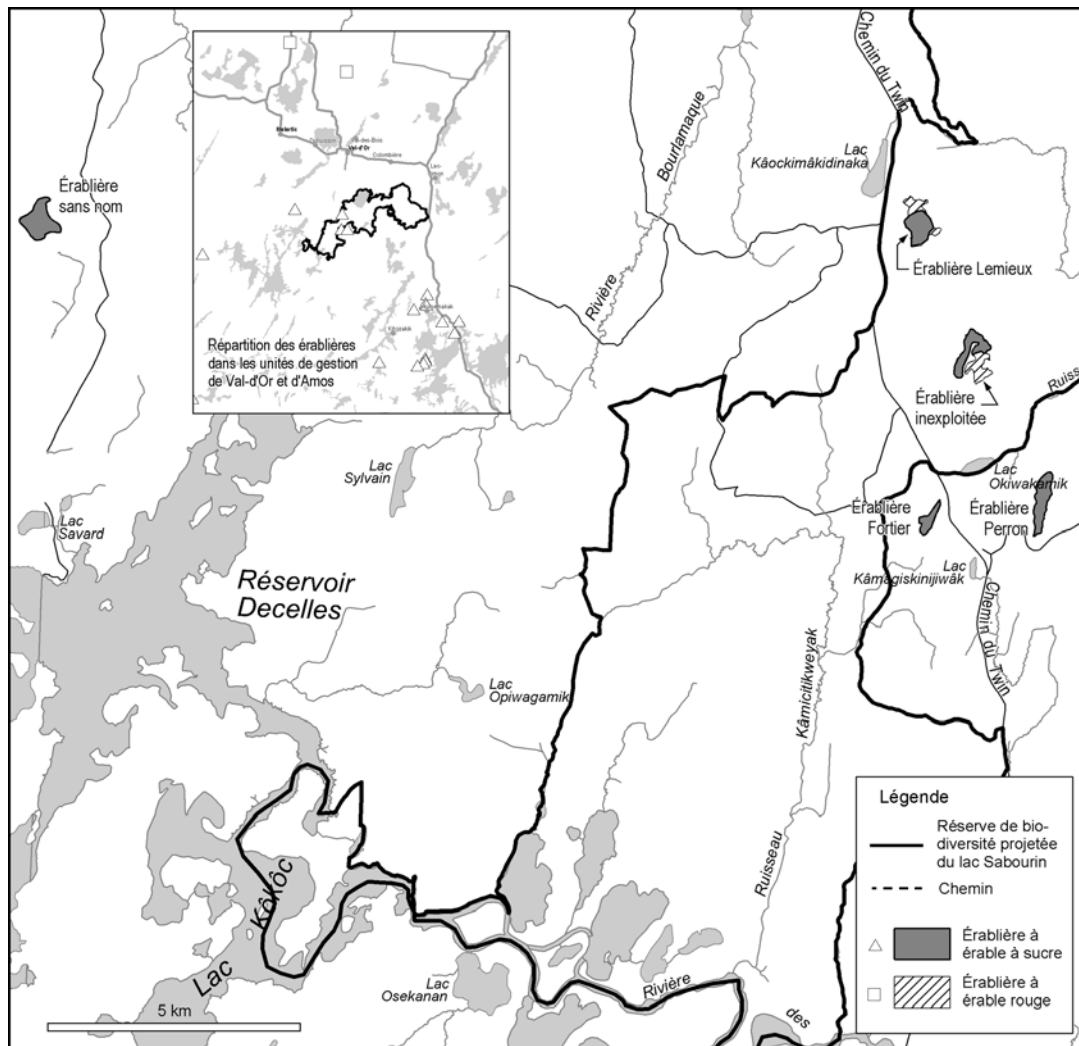 Chemin du Twin
Bourlamaque
Rivière
Lac
Kâockimâkidinaka
Érablière
sans nom
Malartic
Val-d'Or
Colombière
Répartition des érablières
dans les unités de gestion
de Val-d'Or et d'Amos
Érablière Lemieux
Érablière
inexploitée
Ruiss
Lac
Sylvain
Lac
Okiwakamik
Érablière
Fortier
Érablière
Perron
Lac
Savard
Réservoir
Decelles
Lac
Kâmagiskinijiwâk
Chemin du Twin
Kâmicitikweyak
Ruisseau
Lac
Opiwagamik
Lac Kôkôc
Lac
Osekanan
Rivière
des
5 km
Légende
Réserve de bio-
diversité projetée
du lac Sabourin
Chemin
Érablière à
érable à sucre
Érablière à
érable rouge